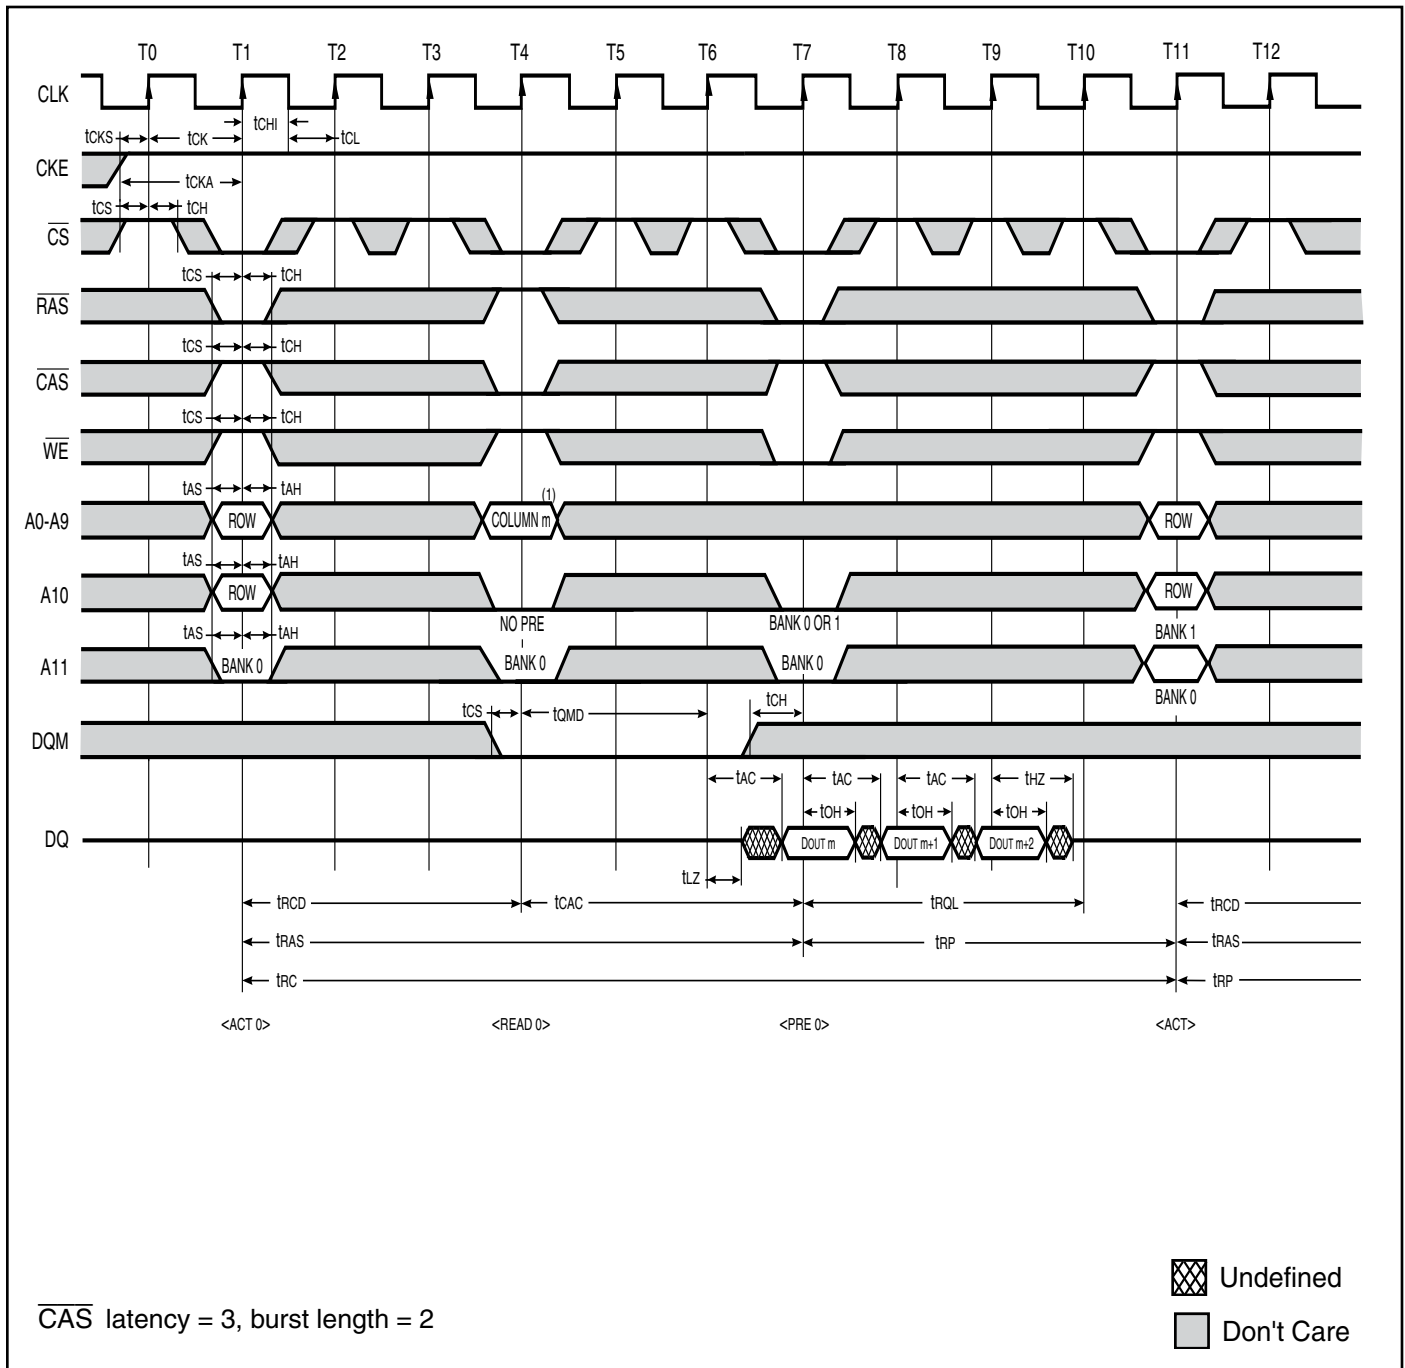 T0 T1 T2 T3 T4 T5 T6 T7 T8 T9 T10 T11 T12
CLK
tCHI
tCKS tCK tCL
CKE
tCKA
tCS tCH
CS
tCS tCH
RAS
tCS tCH
CAS
tCS tCH
WE
tAS tAH
(1)
A0-A9 ROW COLUMN m ROW
tAS tAH
A10 ROW ROW
NO PRE BANK 0 OR 1 BANK 1
tAS tAH
A11 BANK 0 BANK 0 BANK 0
BANK 0
tCS tQMD tCH
DQM
tAC tAC tAC tHZ
tOH tOH tOH
DQ DOUT m DOUT m+1 DOUT m+2
tLZ
tRCD tCAC tRQL tRCD
tRAS tRP tRAS
tRC tRP
<ACT 0> <READ 0> <PRE 0> <ACT>
Undefined
CAS latency = 3, burst length = 2
Don't Care